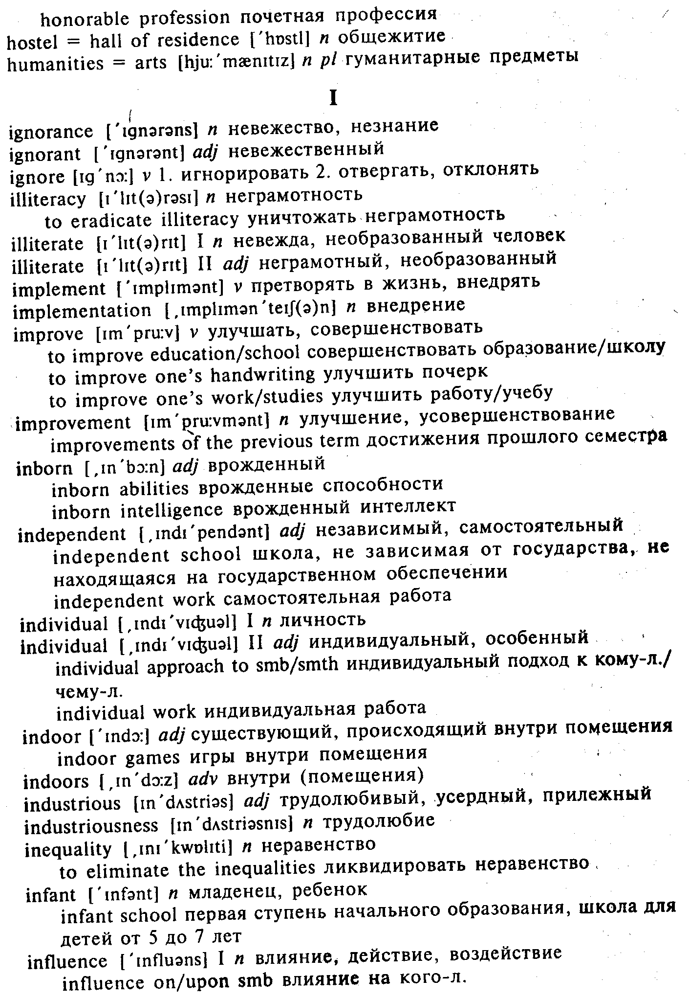 honorable profession почетная профессия
hostel = hall of residence [ˈhɒstl] n общежитие
humanities = arts [hju:ˈmænɪtɪz] n pl гуманитарные предметы
I
ignorance [ˈɪgnərəns] n невежество, незнание
ignorant [ˈɪgnərənt] adj невежественный
ignore [ɪgˈnɔ:] v 1. игнорировать 2. отвергать, отклонять
illiteracy [ɪˈlɪt(ə)rəsɪ] n неграмотность
to eradicate illiteracy уничтожать неграмотность
illiterate [ɪˈlɪt(ə)rɪt] I n невежда, необразованный человек
illiterate [ɪˈlɪt(ə)rɪt] II adj неграмотный, необразованный
implement [ˈɪmplɪmənt] v претворять в жизнь, внедрять
implementation [ˌɪmplɪmənˈteɪʃ(ə)n] n внедрение
improve [ɪmˈpru:v] v улучшать, совершенствовать
to improve education/school совершенствовать образование/школу
to improve one's handwriting улучшить почерк
to improve one's work/studies улучшить работу/учебу
improvement [ɪmˈpru:vmənt] n улучшение, усовершенствование
improvements of the previous term достижения прошлого семестра
inborn [ˌɪnˈbɔ:n] adj врожденный
inborn abilities врожденные способности
inborn intelligence врожденный интеллект
independent [ˌɪndɪˈpendənt] adj независимый, самостоятельный
independent school школа, не зависимая от государства, не
находящаяся на государственном обеспечении
independent work самостоятельная работа
individual [ˌɪndɪˈvɪʤuəl] I n личность
individual [ˌɪndɪˈvɪʤuəl] II adj индивидуальный, особенный
individual approach to smb/smth индивидуальный подход к кому-л./
чему-л.
individual work индивидуальная работа
indoor [ˈɪndɔ:] adj существующий, происходящий внутри помещения
indoor games игры внутри помещения
indoors [ˌɪnˈdɔ:z] adv внутри (помещения)
industrious [ɪnˈdʌstriəs] adj трудолюбивый, усердный, прилежный
industriousness [ɪnˈdʌstriəsnɪs] n трудолюбие
inequality [ˌɪnɪˈkwɒlɪti] n неравенство
to eliminate the inequalities ликвидировать неравенство
infant [ˈɪnfənt] n младенец, ребенок
infant school первая ступень начального образования, школа для
детей от 5 до 7 лет
influence [ˈɪnfluəns] I n влияние, действие, воздействие
influence on/upon smb влияние на кого-л.